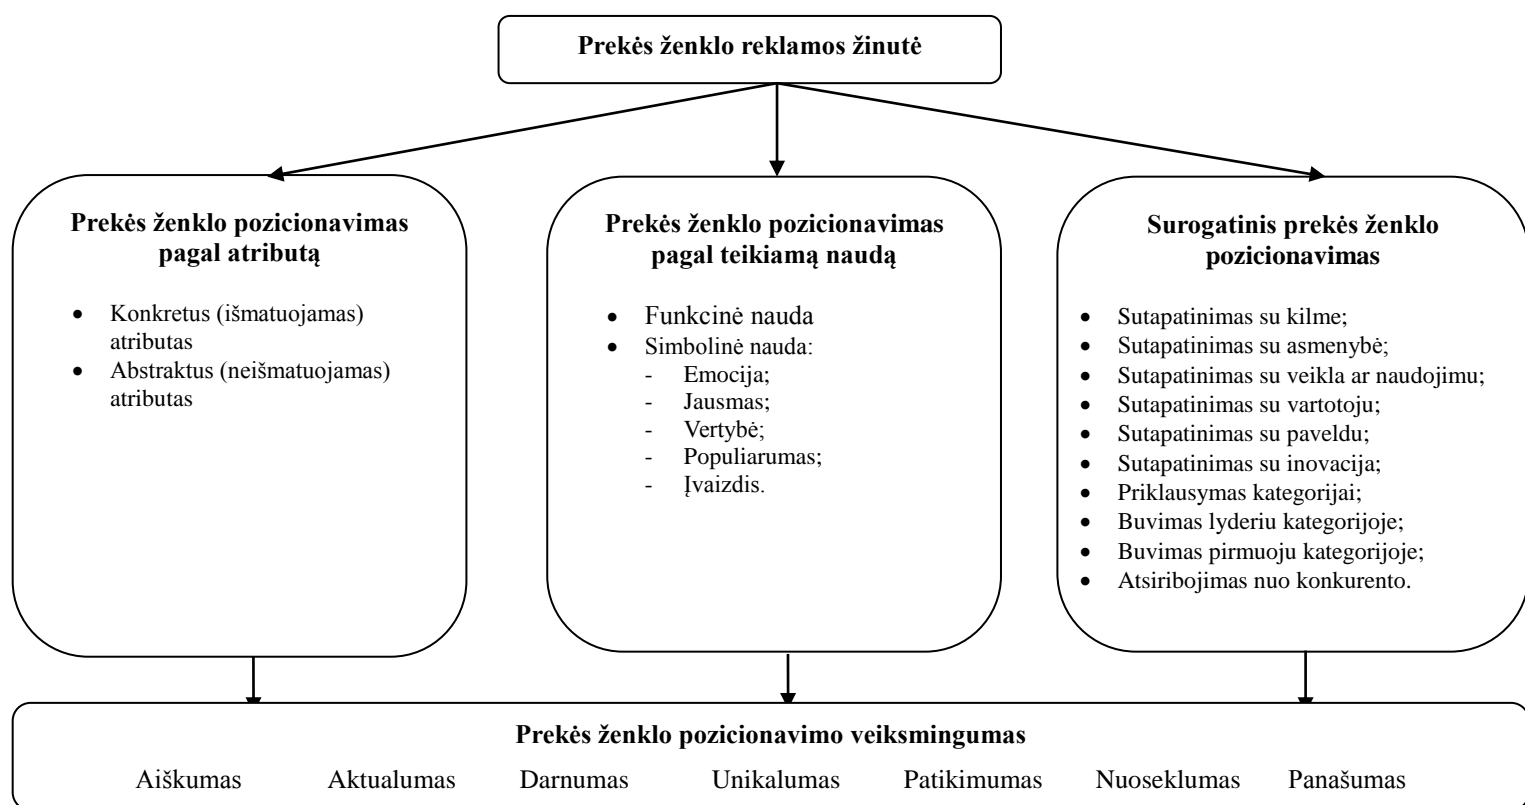 Prekės ženklo reklamos žinutė
Prekės ženklo pozicionavimas
pagal atributą
• Konkretus (išmatuojamas)
atributas
• Abstraktus (neišmatuojamas)
atributas
Prekės ženklo pozicionavimas
pagal teikiamą naudą
• Funkcinė nauda
• Simbolinė nauda:
- Emocija;
- Jausmas;
- Vertybė;
- Populiarumas;
- Įvaizdis.
Surogatinis prekės ženklo
pozicionavimas
• Sutapatinimas su kilme;
• Sutapatinimas su asmenybė;
• Sutapatinimas su veikla ar naudojimu;
• Sutapatinimas su vartotoju;
• Sutapatinimas su paveldu;
• Sutapatinimas su inovacija;
• Priklausymas kategorijai;
• Buvimas lyderiu kategorijoje;
• Buvimas pirmuoju kategorijoje;
• Atsiribojimas nuo konkurento.
Prekės ženklo pozicionavimo veiksmingumas
Aiškumas Aktualumas Darnumas Unikalumas Patikimumas Nuoseklumas Panašumas